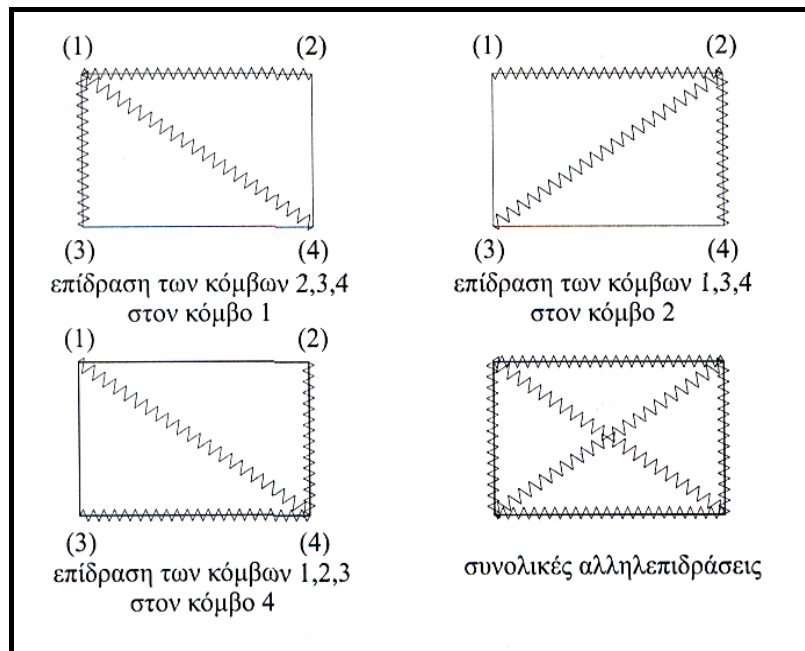 (1) (2)
(3) (4)
επίδραση των κόμβων 2,3,4
στον κόμβο 1
(1) (2)
(3) (4)
επίδραση των κόμβων 1,3,4
στον κόμβο 2
(1) (2)
(3) (4)
επίδραση των κόμβων 1,2,3
στον κόμβο 4
συνολικές αλληλεπιδράσεις